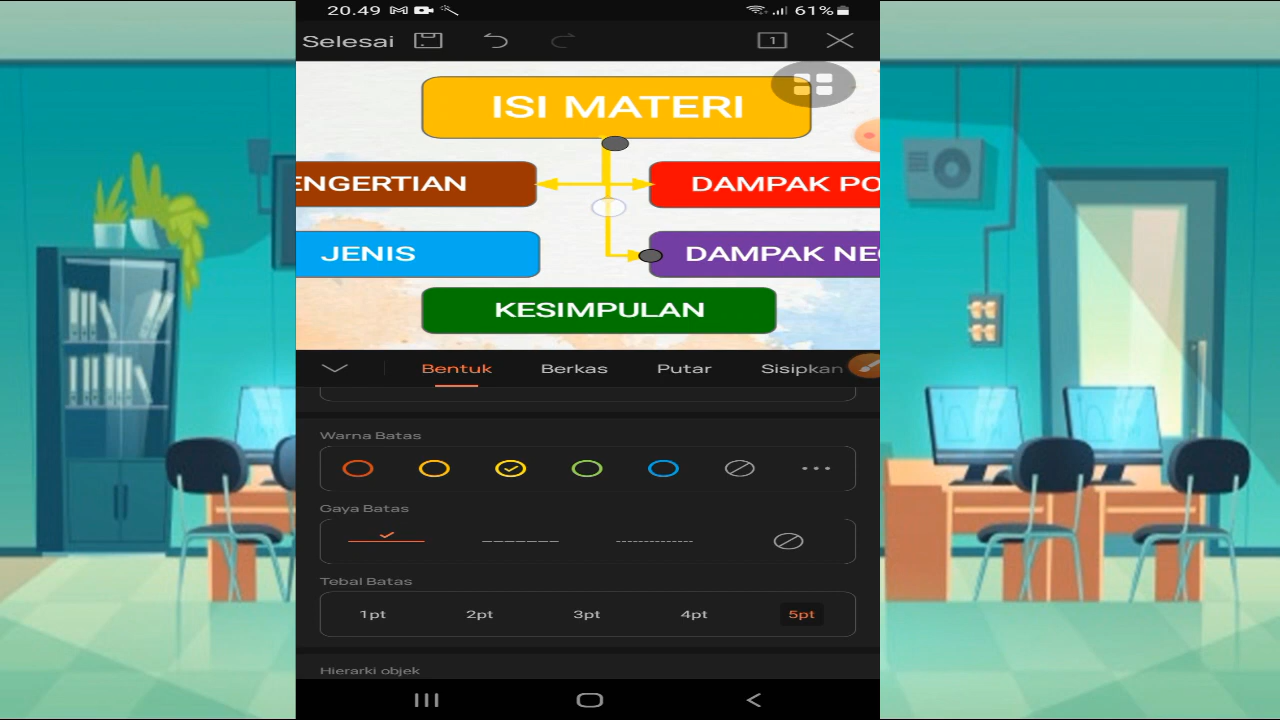 20.49 61%
Selesai 1
ISI MATERI
ENGERTIAN DAMPAK PO
JENIS DAMPAK NE
KESIMPULAN
Bentuk Berkas Putar Sisipkan
Warna Batas
Gaya Batas
Tebal Batas
1pt 2pt 3pt 4pt 5pt
Hierarki objek